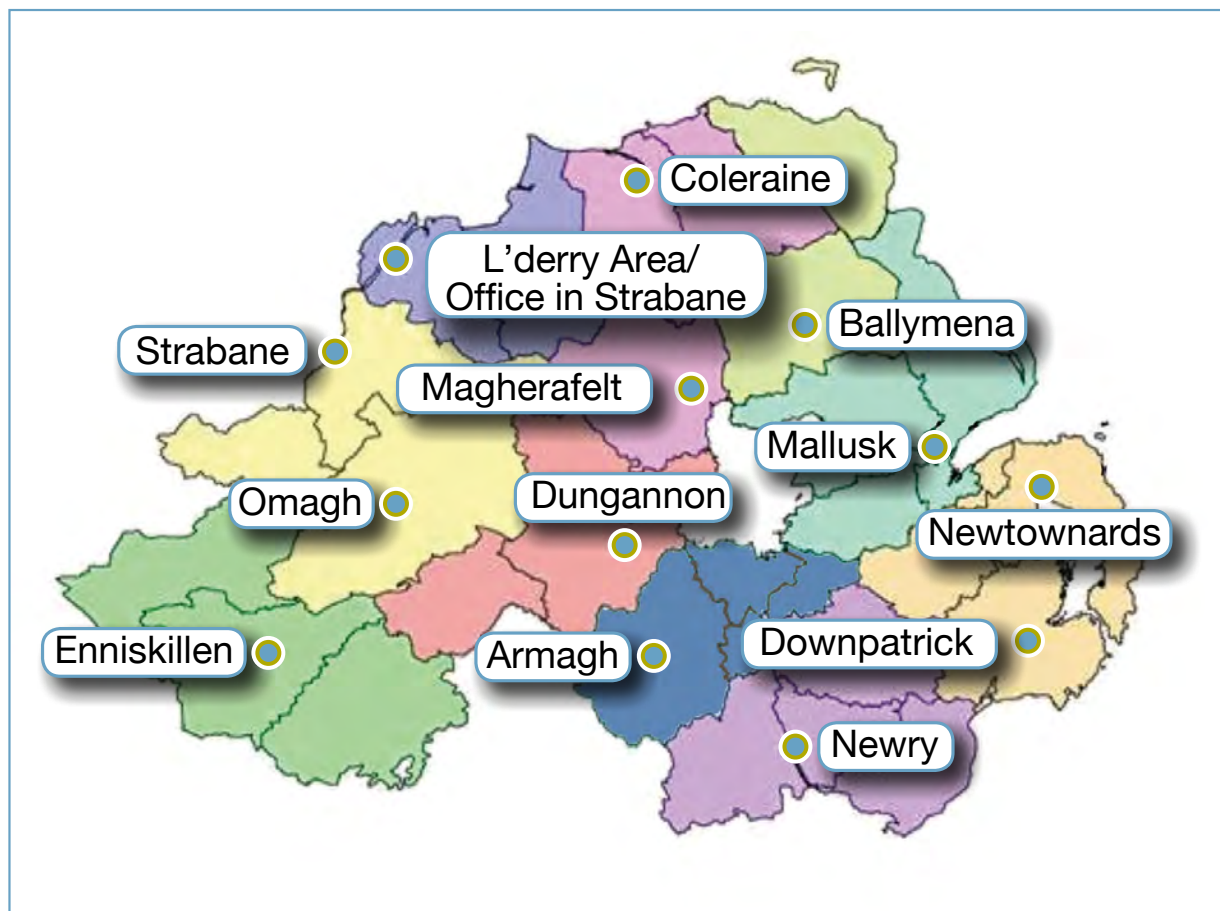 Coleraine
L'derry Area/
Office in Strabane
Ballymena
Strabane
Magherafelt
Mallusk
Omagh
Dungannon
Newtownards
Enniskillen
Armagh
Downpatrick
Newry